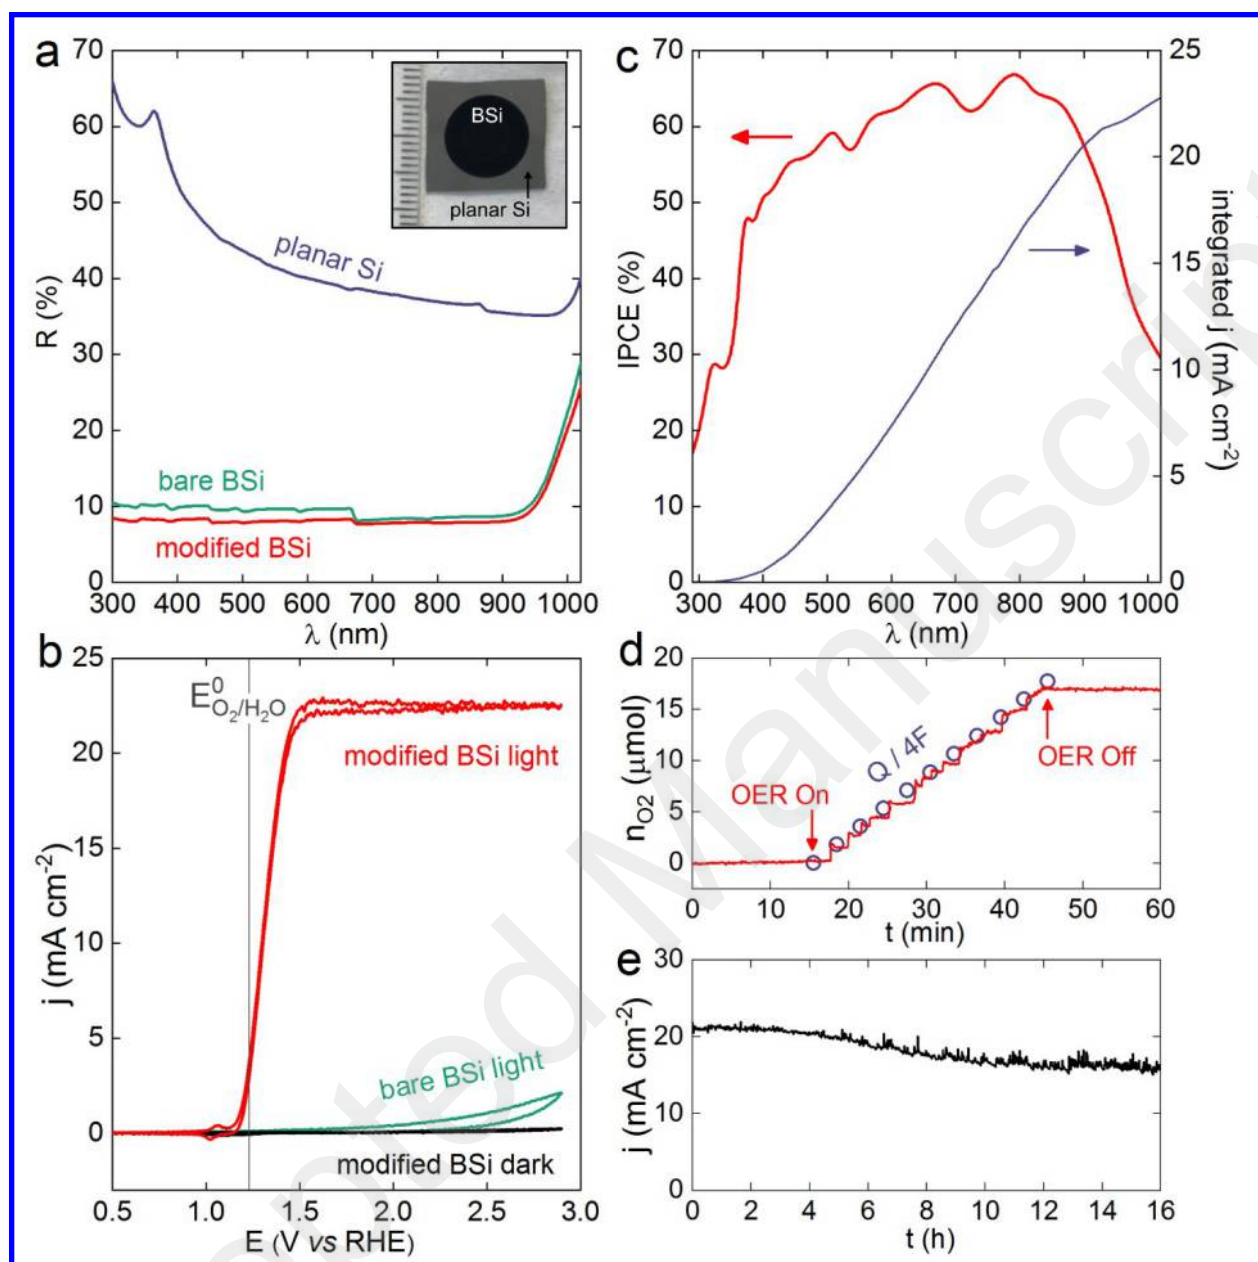 a
70
60
50
40
30
20
10
0
R (%)
BSi
planar Si
planar Si
bare BSi
modified BSi
300 400 500 600 700 800 900 1000
λ (nm)
c
70
60
50
40
30
20
10
0
IPCE (%)
25
20
15
10
5
0
integrated j (mA cm⁻²)
300 400 500 600 700 800 900 1000
λ (nm)
b
25
20
15
10
5
0
j (mA cm⁻²)
E⁰O₂/H₂O
modified BSi light
bare BSi light
modified BSi dark
0.5 1.0 1.5 2.0 2.5 3.0
E (V vs RHE)
d
20
15
10
5
0
nO2 (μmol)
Q / 4F
OER On
OER Off
0 10 20 30 40 50 60
t (min)
e
30
20
10
0
j (mA cm⁻²)
0 2 4 6 8 10 12 14 16
t (h)
pted Manuscrip